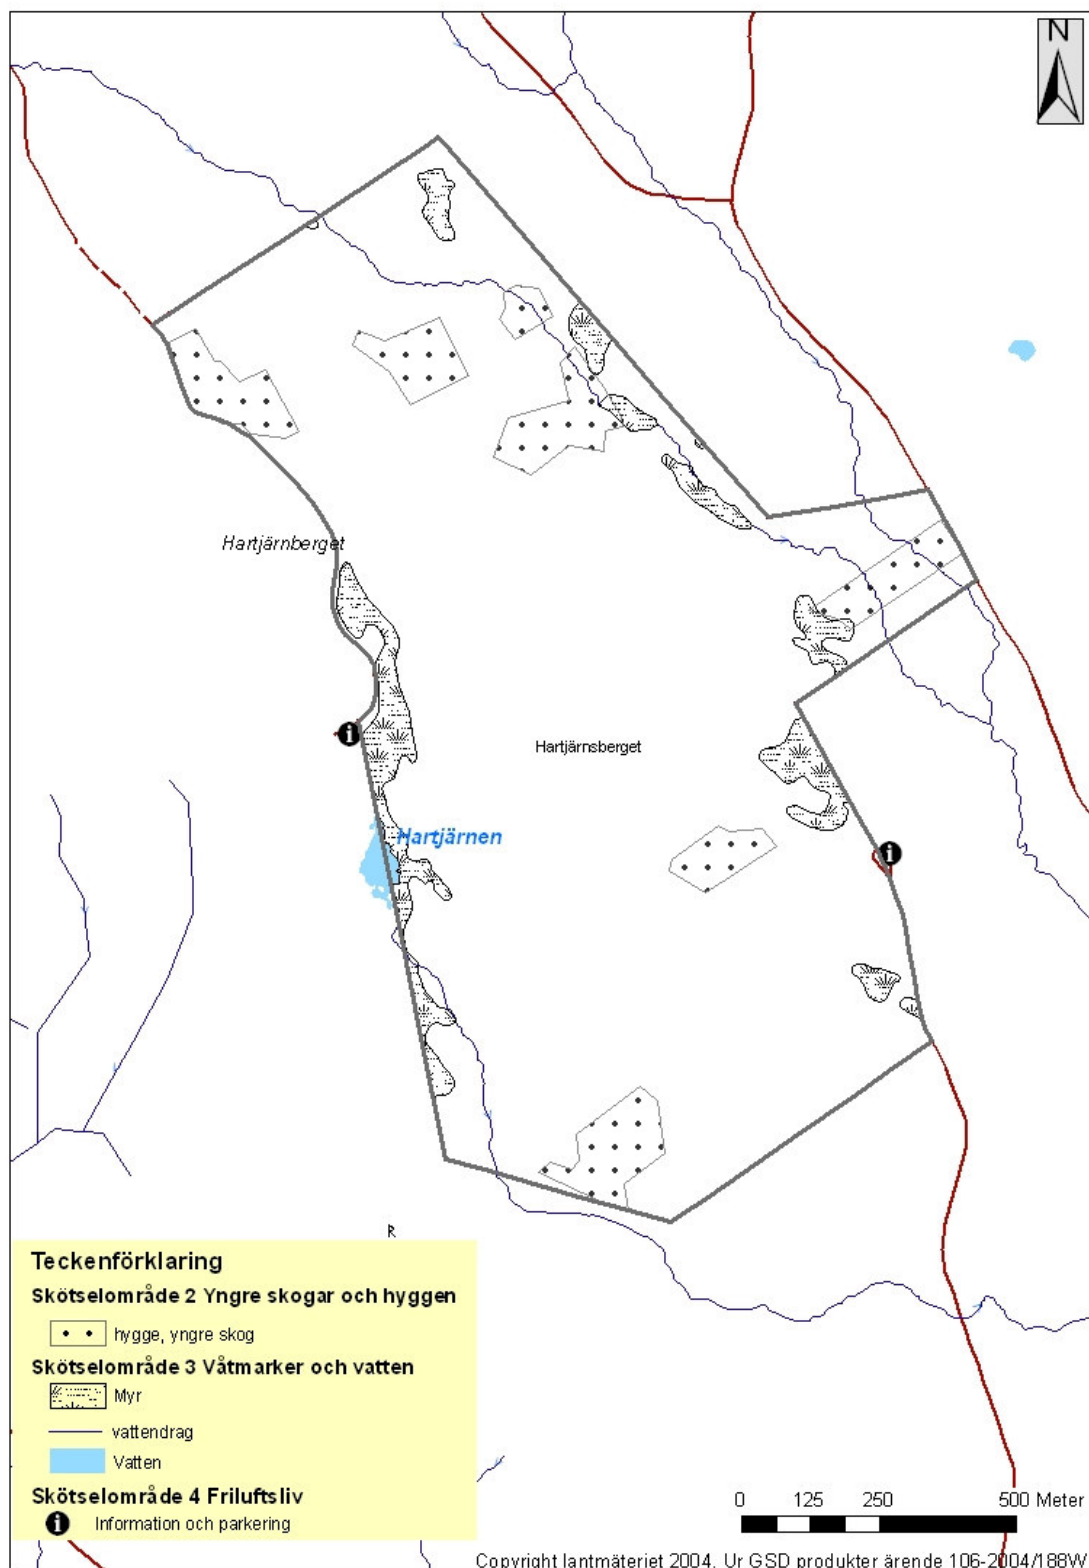 N
Hartjärnberget
Hartjärnsberget
Hartjärnen
R
Teckenförklaring
Skötselområde 2 Yngre skogar och hyggen
hygge, yngre skog
Skötselområde 3 Våtmarker och vatten
Myr
vattendrag
Vatten
Skötselområde 4 Friluftsliv
i Information och parkering
0 125 250 500 Meter
Copyright lantmäteriet 2004. Ur GSD produkter ärende 106-2004/188W